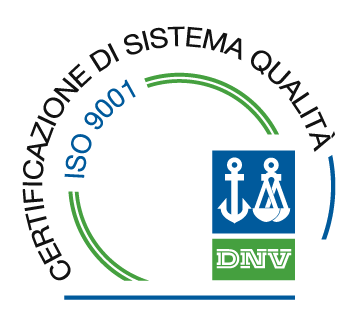 CERTIFICAZIONE DI SISTEMA QUALITÀ
ISO 9001
DNV